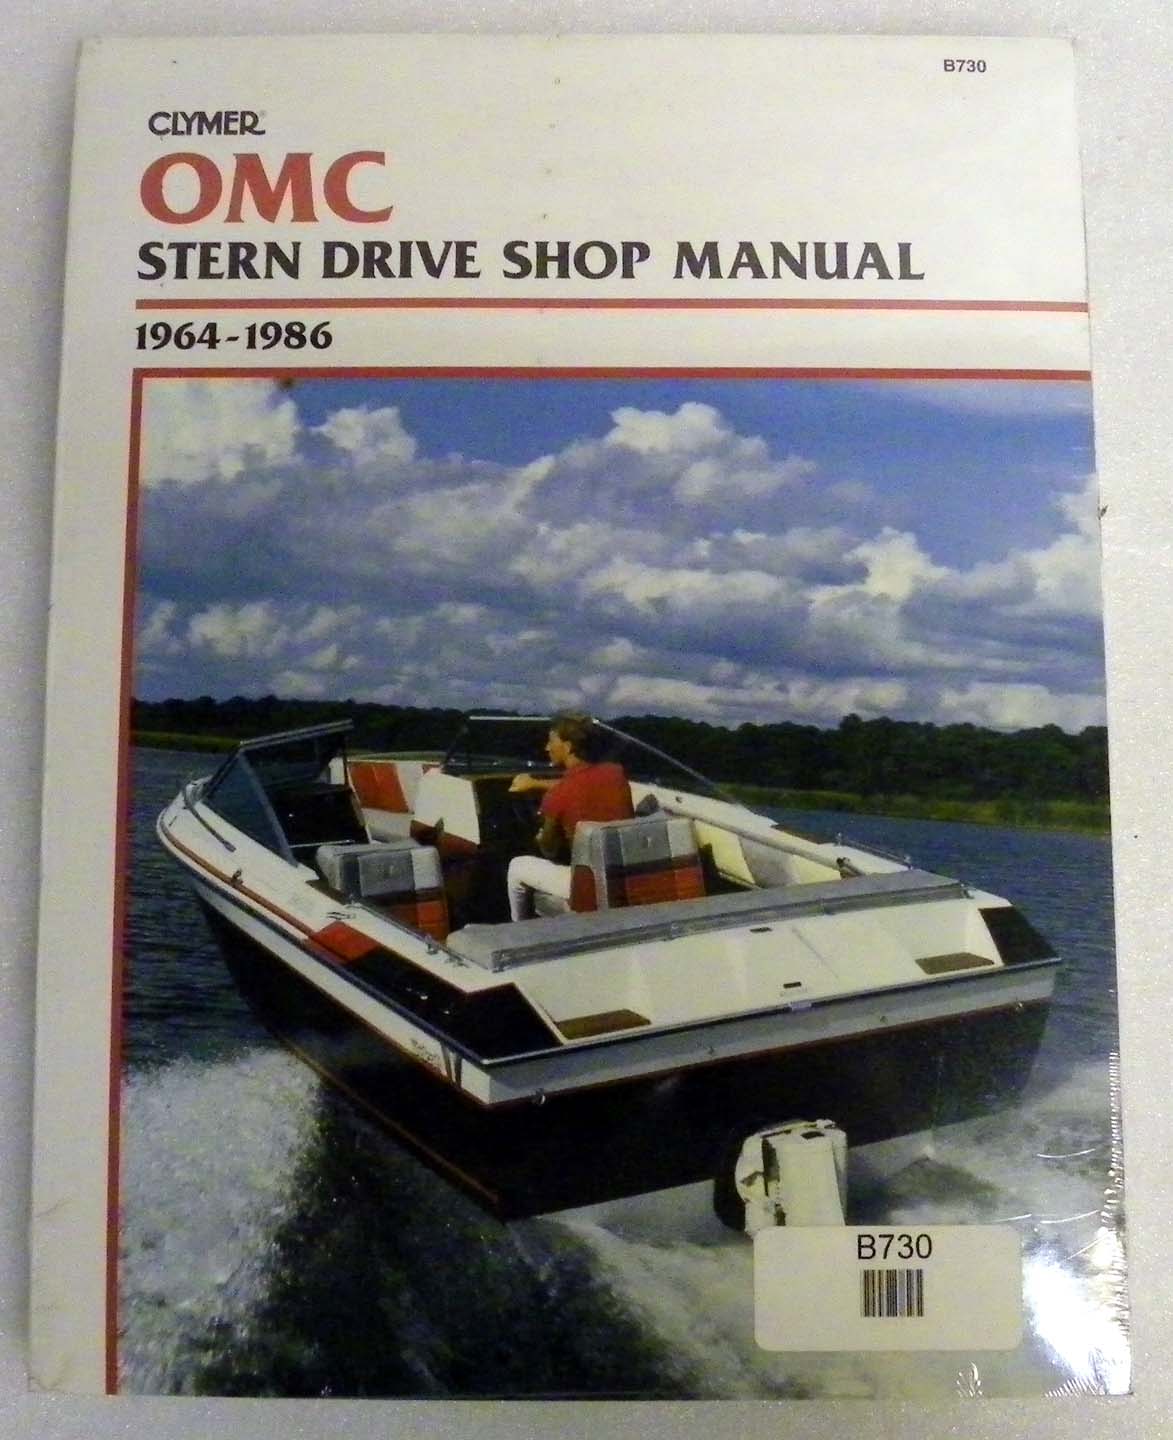 B730
CLYMER®
OMC
STERN DRIVE SHOP MANUAL
1964-1986
B730